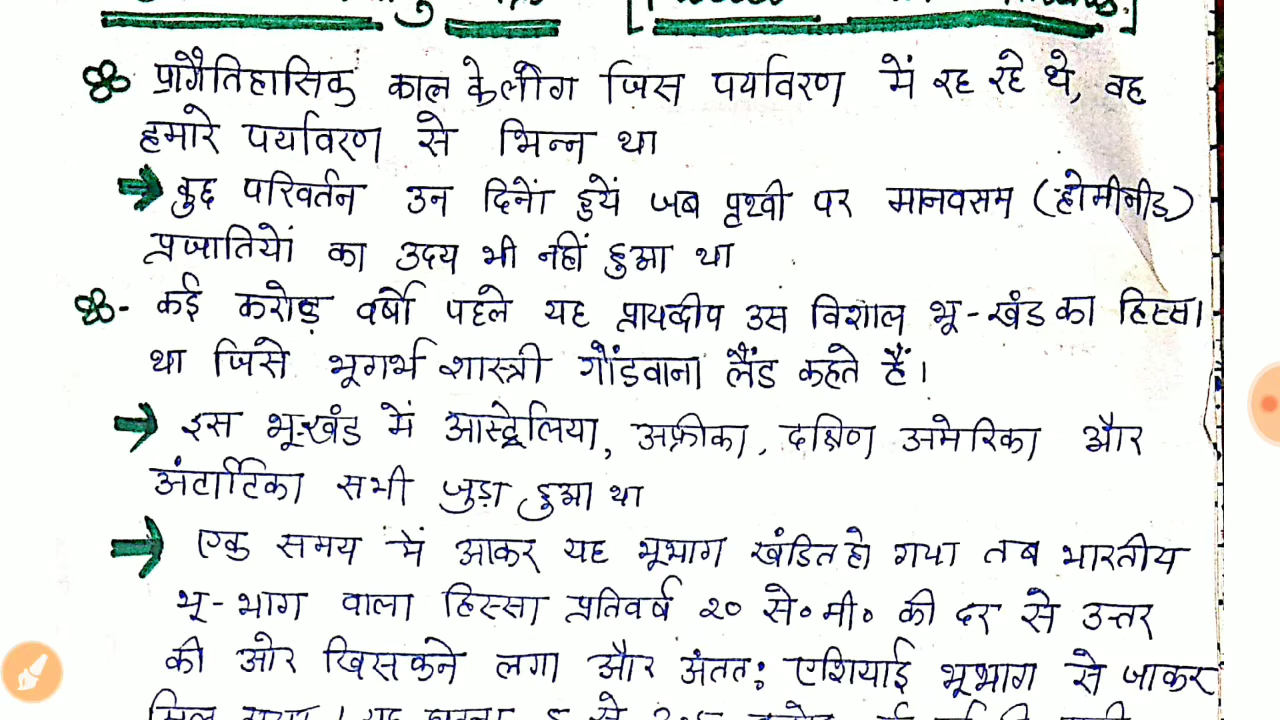 प्रागैतिहासिक काल के लोग जिस पर्यावरण में रह रहे थे, वह
हमारे पर्यावरण से भिन्न था
→ कुछ परिवर्तन उन दिनों हुयें जब पृथ्वी पर मानवसम (होमीनीड)
प्रजातियों का उदय भी नहीं हुआ था
- कई करोड़ वर्षों पहले यह प्रायद्वीप उस विशाल भू-खंड का हिस्सा
था जिसे भूगर्भ शास्त्री गौंडवाना लैंड कहते हैं।
→ इस भू-खंड में आस्ट्रेलिया, अफ्रीका, दक्षिण अमेरिका और
अंटार्टिका सभी जुड़ा हुआ था
→ एक समय में आकर यह भूभाग खंडित हो गया तब भारतीय
भू-भाग वाला हिस्सा प्रतिवर्ष २० से० मी० की दर से उत्तर
की ओर खिसकने लगा और अंतत: एशियाई भूभाग से जाकर